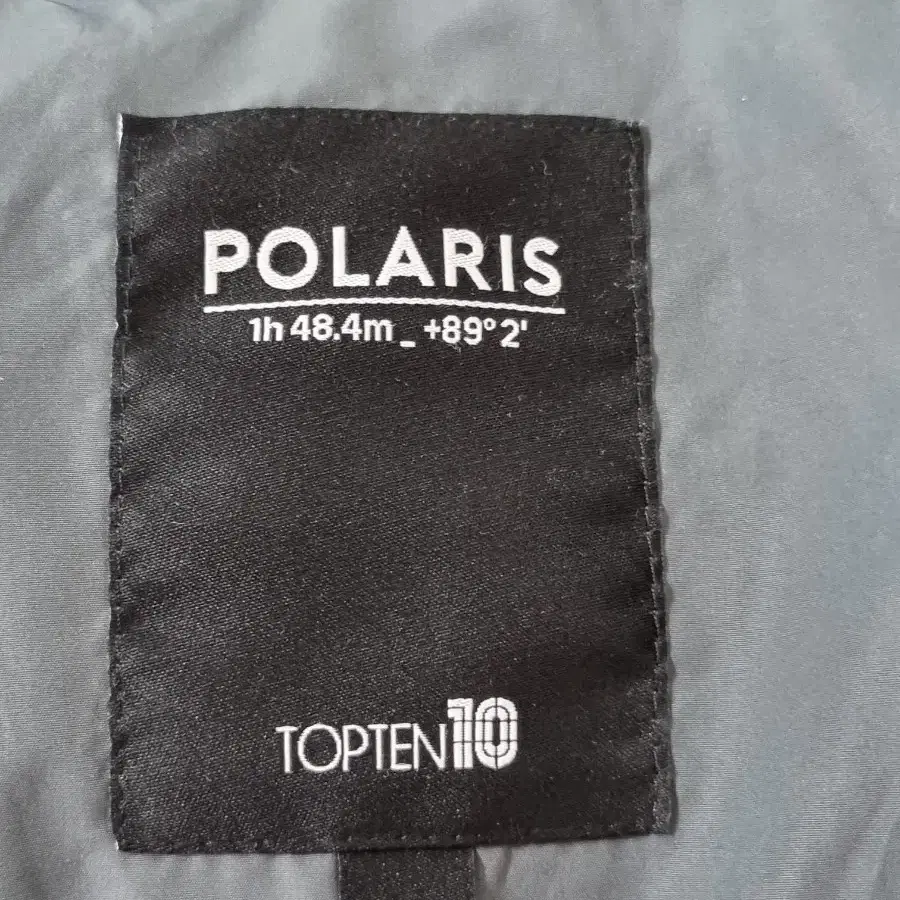 POLARIS
1h 48.4m _ +89° 2'
TOPTEN10